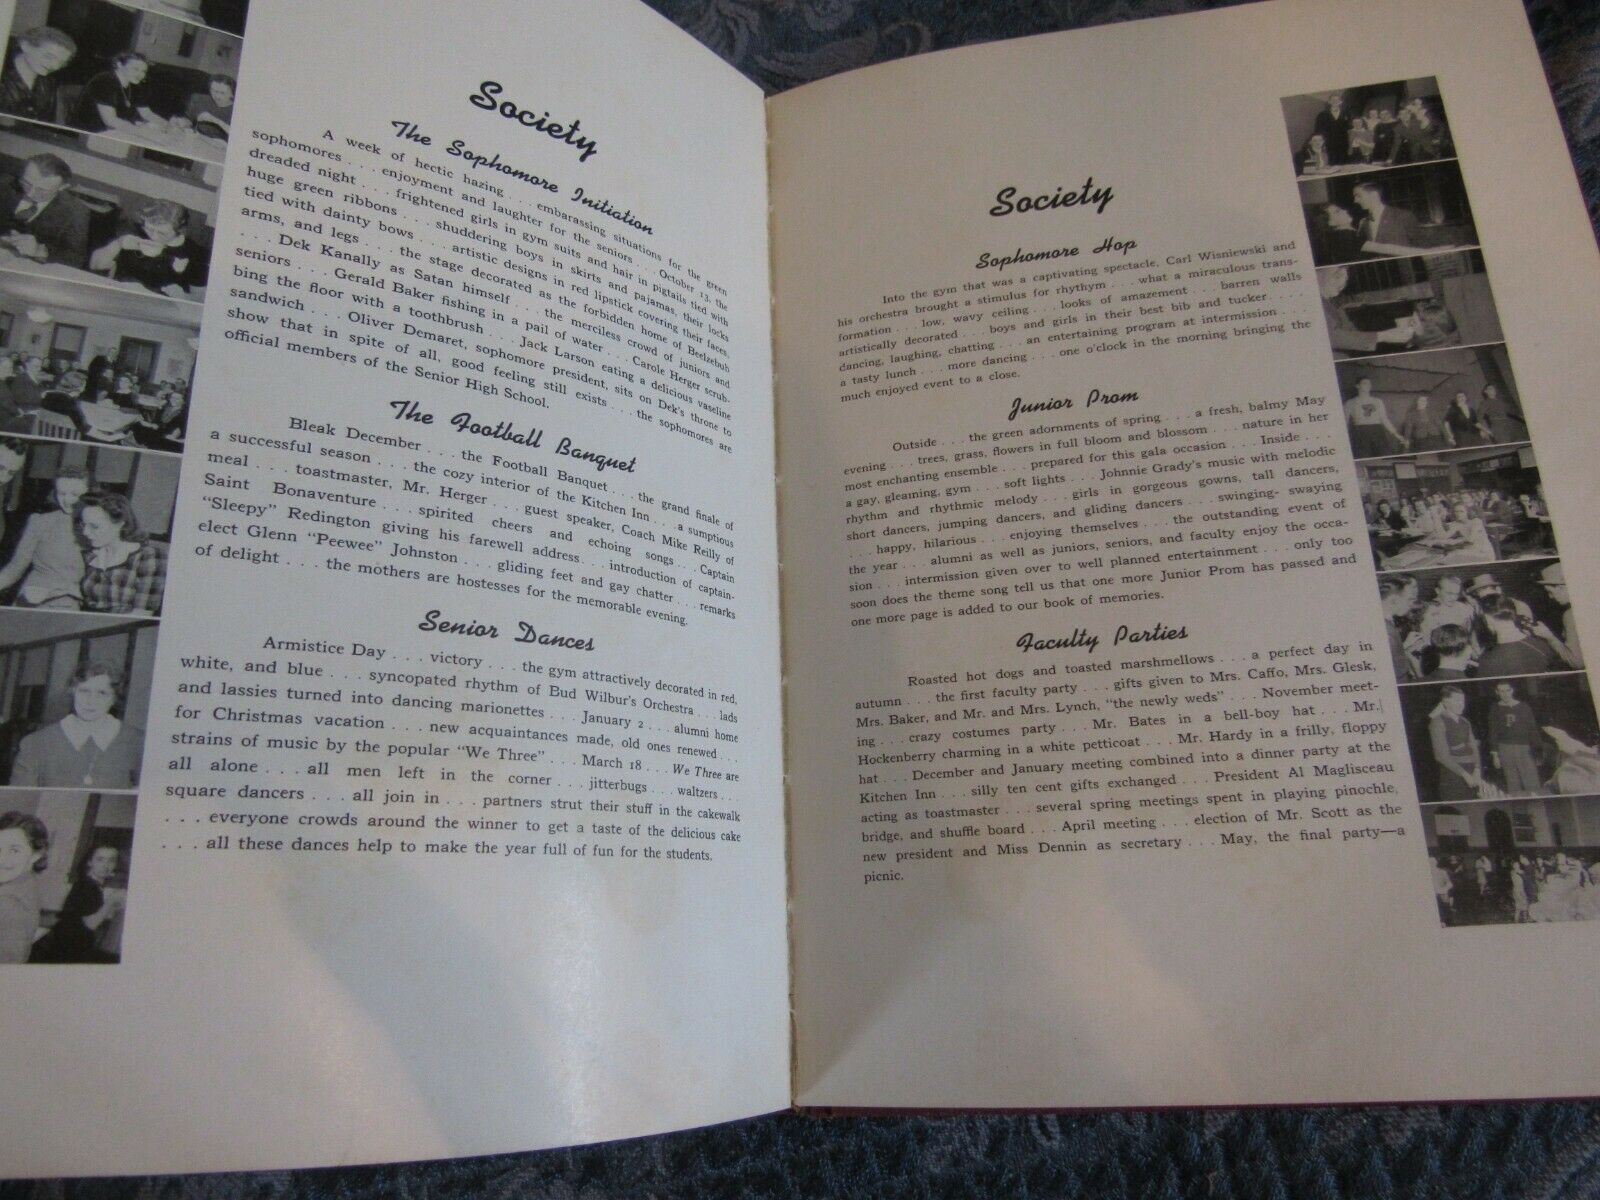 Society
The Sophomore Initiation
A week of hectic hazing . . . embarassing situations for the green
sophomores . . . enjoyment and laughter for the seniors . . . October 13, the
dreaded night . . . frightened girls in gym suits and hair in pigtails tied with
huge green ribbons . . . shuddering boys in skirts and pajamas, their locks
tied with dainty bows . . . artistic designs in red lipstick covering their faces,
arms, and legs . . . the stage decorated as the forbidden home of Beelzebub
. . . Dek Kanally as Satan himself . . . the merciless crowd of juniors and
seniors . . . Gerald Baker fishing in a pail of water . . . Carole Herger scrub-
bing the floor with a toothbrush . . . Jack Larson eating a delicious vaseline
sandwich . . . Oliver Demaret, sophomore president, sits on Dek's throne to
show that in spite of all, good feeling still exists . . . the sophomores are
official members of the Senior High School.
The Football Banquet
Bleak December . . . the Football Banquet . . . the grand finale of
a successful season . . . the cozy interior of the Kitchen Inn . . . a sumptious
meal . . . toastmaster, Mr. Herger . . . guest speaker, Coach Mike Reilly of
Saint Bonaventure . . . spirited cheers and echoing songs . . . Captain
"Sleepy" Redington giving his farewell address . . . introduction of captain-
elect Glenn "Peewee" Johnston . . . gliding feet and gay chatter . . . remarks
of delight . . . the mothers are hostesses for the memorable evening.
Senior Dances
Armistice Day . . . victory . . . the gym attractively decorated in red,
white, and blue . . . syncopated rhythm of Bud Wilbur's Orchestra . . . lads
and lassies turned into dancing marionettes . . . January 2 . . . alumni home
for Christmas vacation . . . new acquaintances made, old ones renewed . . .
strains of music by the popular "We Three" . . . March 18 . . . We Three are
all alone . . . all men left in the corner . . . jitterbugs . . . waltzers . . .
square dancers . . . all join in . . . partners strut their stuff in the cakewalk
. . . everyone crowds around the winner to get a taste of the delicious cake
. . . all these dances help to make the year full of fun for the students.
Society
Sophomore Hop
Into the gym that was a captivating spectacle, Carl Wisniewski and
his orchestra brought a stimulus for rhythym . . . what a miraculous trans-
formation . . . low, wavy ceiling . . . looks of amazement . . . barren walls
artistically decorated . . . boys and girls in their best bib and tucker . . . .
dancing, laughing, chatting . . . an entertaining program at intermission . . .
a tasty lunch . . . more dancing . . . one o'clock in the morning bringing the
much enjoyed event to a close.
Junior Prom
Outside . . . the green adornments of spring . . . a fresh, balmy May
evening . . . trees, grass, flowers in full bloom and blossom . . . nature in her
most enchanting ensemble . . . prepared for this gala occasion . . . Inside . . .
a gay, gleaming, gym . . . soft lights . . . Johnnie Grady's music with melodic
rhythm and rhythmic melody . . . girls in gorgeous gowns, tall dancers,
short dancers, jumping dancers, and gliding dancers . . . swinging- swaying
. . . happy, hilarious . . . enjoying themselves . . . the outstanding event of
the year . . . alumni as well as juniors, seniors, and faculty enjoy the occa-
sion . . . intermission given over to well planned entertainment . . . only too
soon does the theme song tell us that one more Junior Prom has passed and
one more page is added to our book of memories.
Faculty Parties
Roasted hot dogs and toasted marshmellows . . . a perfect day in
autumn . . . the first faculty party . . . gifts given to Mrs. Caffo, Mrs. Glesk,
Mrs. Baker, and Mr. and Mrs. Lynch, "the newly weds" . . . November meet-
ing . . . crazy costumes party . . . Mr. Bates in a bell-boy hat . . . Mr.
Hockenberry charming in a white petticoat . . . Mr. Hardy in a frilly, floppy
hat . . . December and January meeting combined into a dinner party at the
Kitchen Inn . . . silly ten cent gifts exchanged . . . President Al Magliseau
acting as toastmaster . . . several spring meetings spent in playing pinochle,
bridge, and shuffle board . . . April meeting . . . election of Mr. Scott as the
new president and Miss Dennin as secretary . . . May, the final party—a
picnic.
P
P